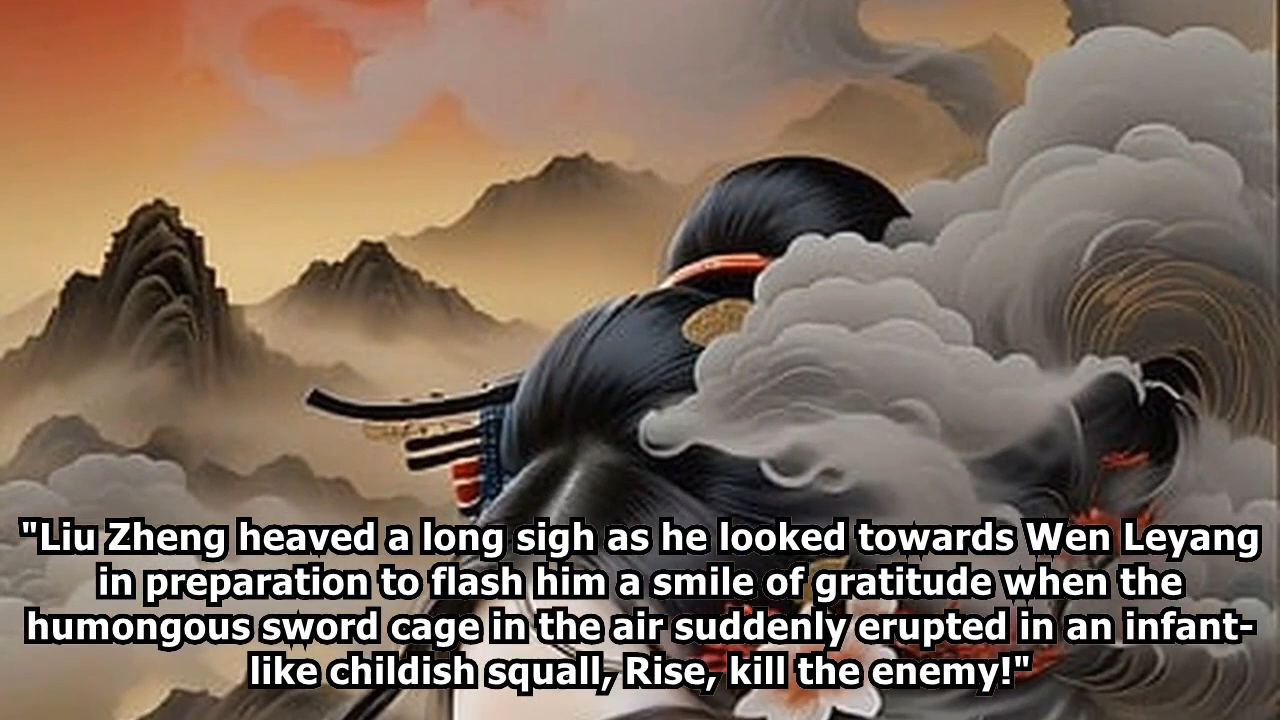 "Liu Zheng heaved a long sigh as he looked towards Wen Leyang
in preparation to flash him a smile of gratitude when the
humongous sword cage in the air suddenly erupted in an infant-
like childish squall, Rise, kill the enemy!"